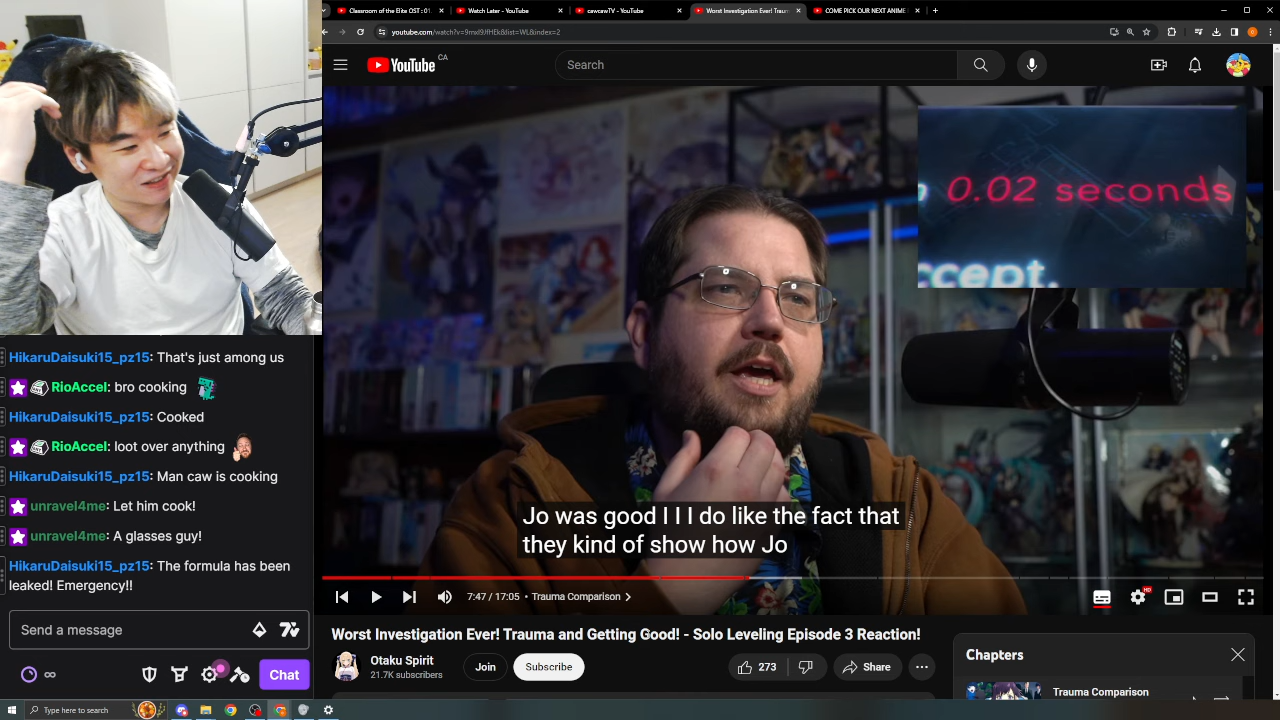 Classroom of the Elite OST : 01.
Watch Later - YouTube
cawcawTV - YouTube
Worst Investigation Ever! Traum
COME PICK OUR NEXT ANIME
YouTube CA
Search
0.02 seconds
ccept.
Jo was good I I I do like the fact that
they kind of show how Jo
7:47 / 17:05 • Trauma Comparison
HD
Worst Investigation Ever! Trauma and Getting Good! - Solo Leveling Episode 3 Reaction!
Otaku Spirit
21.7K subscribers
Join
Subscribe
273
Share
Chapters
Trauma Comparison
HikaruDaisuki15_pz15: That's just among us
RioAccel: bro cooking
HikaruDaisuki15_pz15: Cooked
RioAccel: loot over anything
HikaruDaisuki15_pz15: Man caw is cooking
unravel4me: Let him cook!
unravel4me: A glasses guy!
HikaruDaisuki15_pz15: The formula has been
leaked! Emergency!!
Send a message
Chat
Type here to search